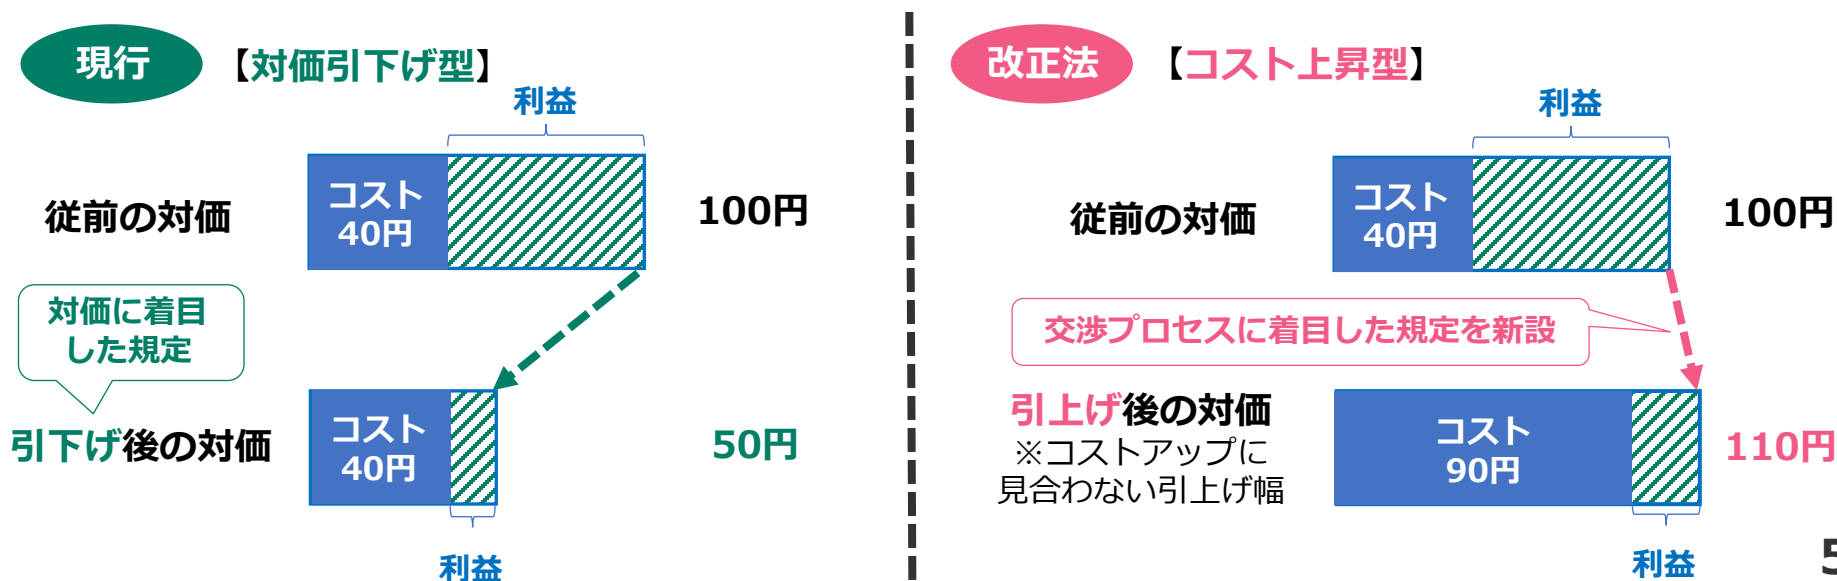 現行
【対価引下げ型】
利益
従前の対価
コスト
40円
100円
対価に着目
した規定
引下げ後の対価
コスト
40円
50円
利益
改正法
【コスト上昇型】
利益
従前の対価
コスト
40円
100円
交渉プロセスに着目した規定を新設
引上げ後の対価
※コストアップに
見合わない引上げ幅
コスト
90円
110円
利益
5